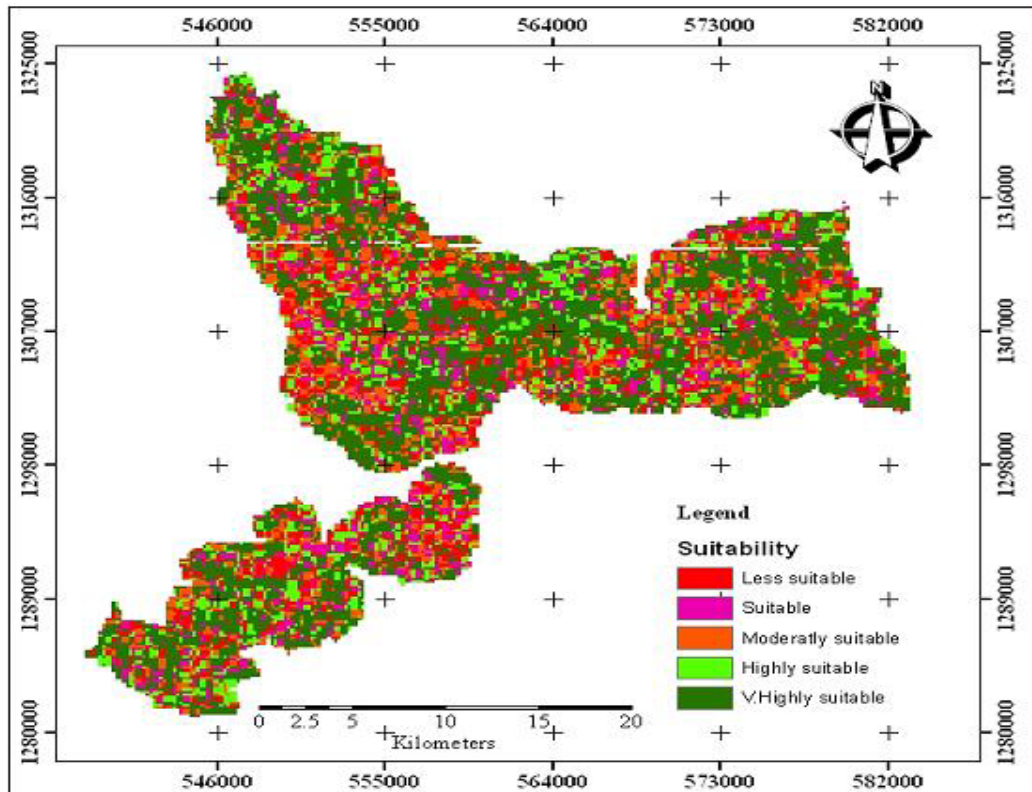 546000 555000 564000 573000 582000
1325000 1325000
N
1316000 1316000
1307000 1307000
1298000 1298000
Legend
Suitability
Less suitable
Suitable
Moderatly suitable
Highly suitable
V.Highly suitable
1289000 1289000
0 2.5 5 10 15 20
Kilometers
1280000 1280000
546000 555000 564000 573000 582000